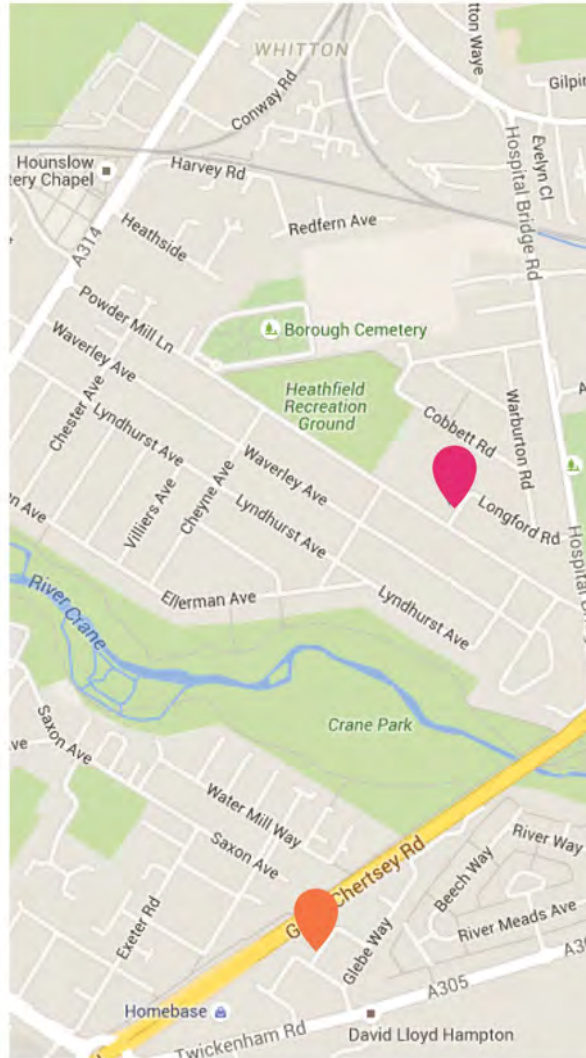 WHITTON
tton
Waye
Gilpin
Conway Rd
Hospital Bridge Rd
Evelyn Cl
Hounslow
tery Chapel
Harvey Rd
A314
Heathside
Redfern Ave
Powder Mill Ln
Borough Cemetery
Waverley Ave
Heathfield
Recreation
Ground
Cobbett Rd
Warburton Rd
Chester Ave
Lyndhurst Ave
Waverley Ave
Longford Rd
Villiers Ave
Cheyne Ave
Lyndhurst Ave
en Ave
Hospital
Ellerman Ave
Lyndhurst Ave
River Crane
Crane Park
Saxon Ave
ve
Water Mill Way
Saxon Ave
Chertsey Rd
River Way
Beech Way
River Meads Ave
Exeter Rd
Glebe Way
A305
Homebase
Twickenham Rd
David Lloyd Hampton